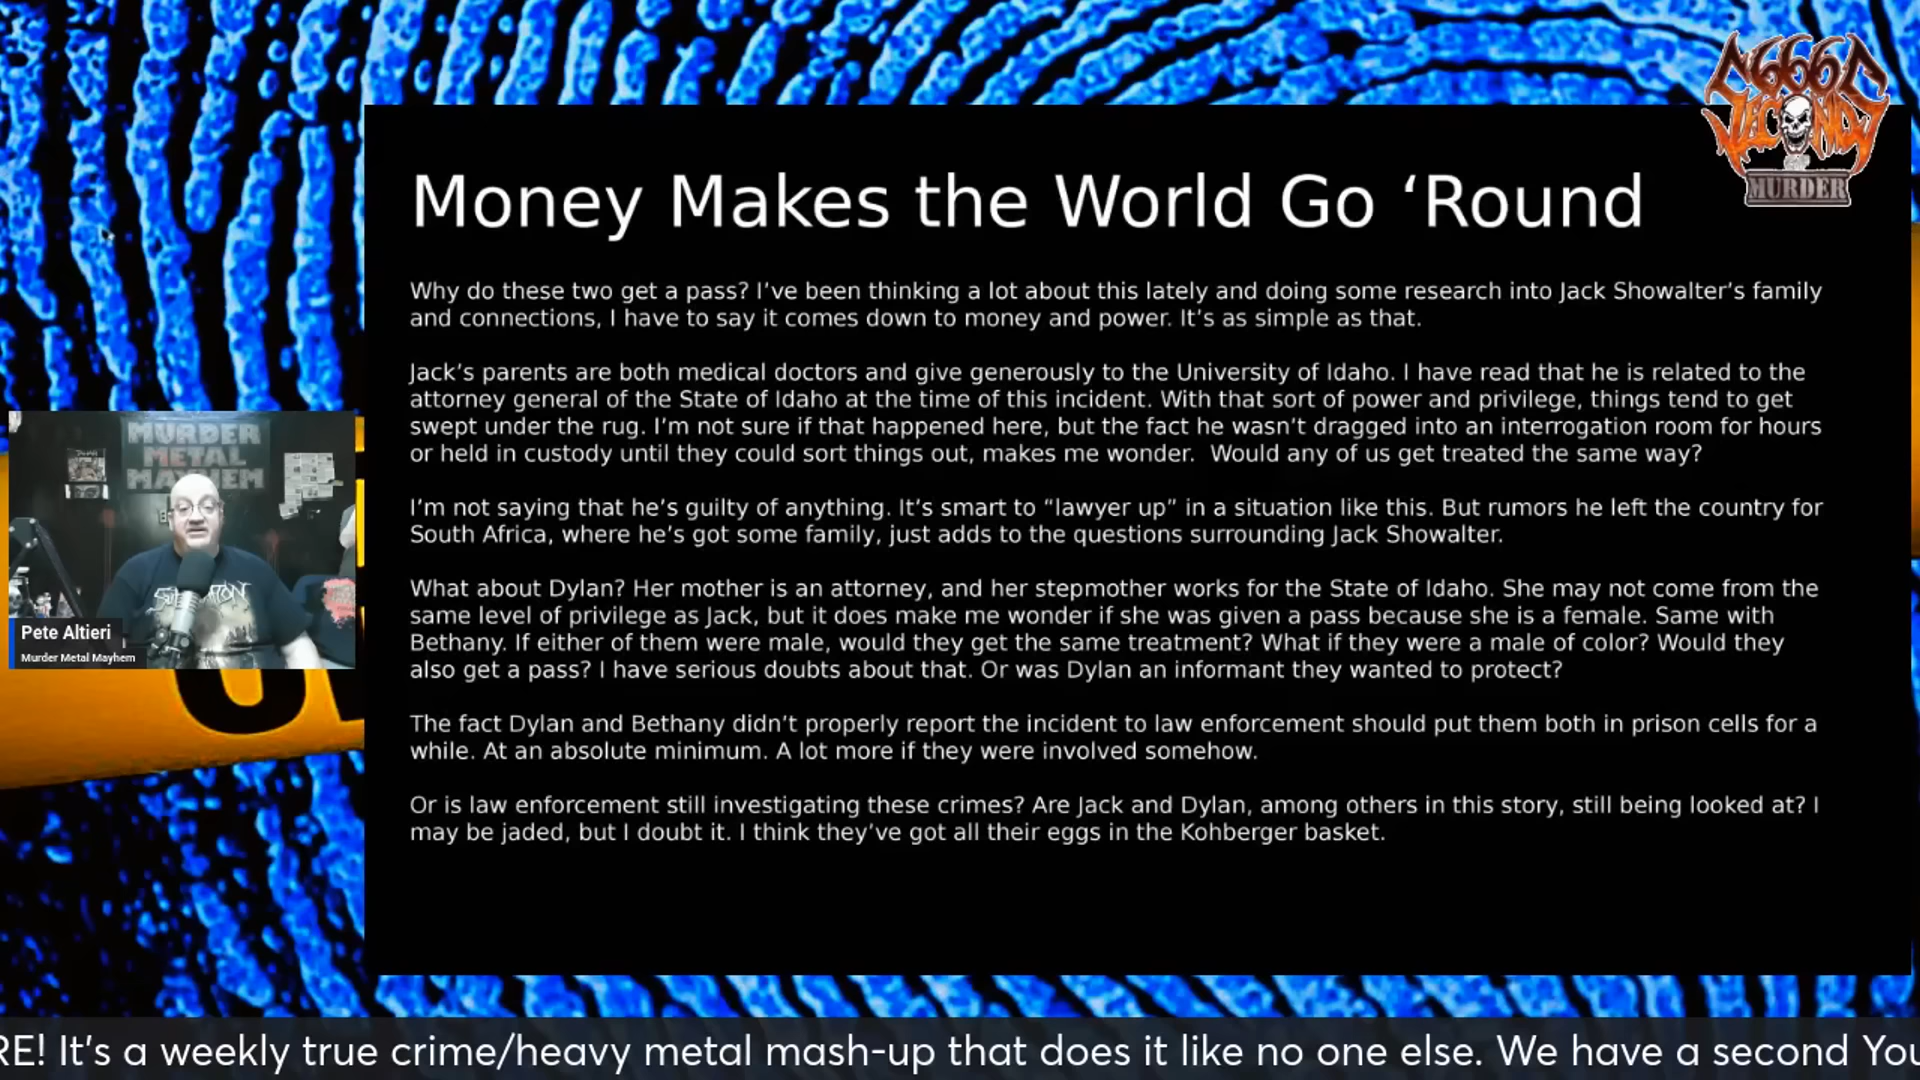 C666C
SECONDS
MURDER
Money Makes the World Go ‘Round
Why do these two get a pass? I’ve been thinking a lot about this lately and doing some research into Jack Showalter’s family
and connections, I have to say it comes down to money and power. It’s as simple as that.
Jack’s parents are both medical doctors and give generously to the University of Idaho. I have read that he is related to the
attorney general of the State of Idaho at the time of this incident. With that sort of power and privilege, things tend to get
swept under the rug. I’m not sure if that happened here, but the fact he wasn’t dragged into an interrogation room for hours
or held in custody until they could sort things out, makes me wonder.  Would any of us get treated the same way?
I’m not saying that he’s guilty of anything. It’s smart to “lawyer up” in a situation like this. But rumors he left the country for
South Africa, where he’s got some family, just adds to the questions surrounding Jack Showalter.
What about Dylan? Her mother is an attorney, and her stepmother works for the State of Idaho. She may not come from the
same level of privilege as Jack, but it does make me wonder if she was given a pass because she is a female. Same with
Bethany. If either of them were male, would they get the same treatment? What if they were a male of color? Would they
also get a pass? I have serious doubts about that. Or was Dylan an informant they wanted to protect?
The fact Dylan and Bethany didn’t properly report the incident to law enforcement should put them both in prison cells for a
while. At an absolute minimum. A lot more if they were involved somehow.
Or is law enforcement still investigating these crimes? Are Jack and Dylan, among others in this story, still being looked at? I
may be jaded, but I doubt it. I think they’ve got all their eggs in the Kohberger basket.
MURDER
METAL
MAYHEM
Pete Altieri
Murder Metal Mayhem
RE! It's a weekly true crime/heavy metal mash-up that does it like no one else. We have a second You